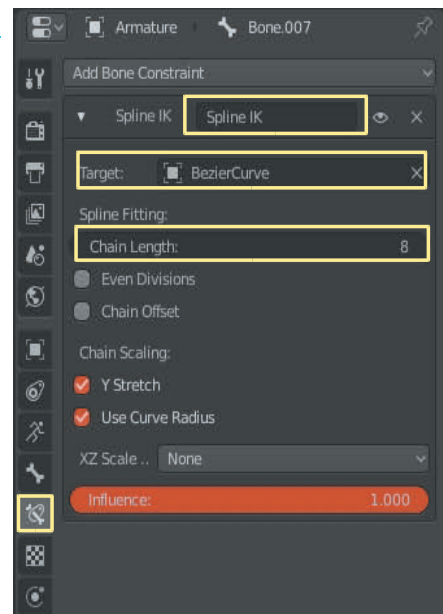 Armature Bone.007
Add Bone Constraint
Spline IK Spline IK
Target: BezierCurve
Spline Fitting:
Chain Length: 8
Even Divisions
Chain Offset
Chain Scaling:
Y Stretch
Use Curve Radius
XZ Scale .. None
Influence: 1.000